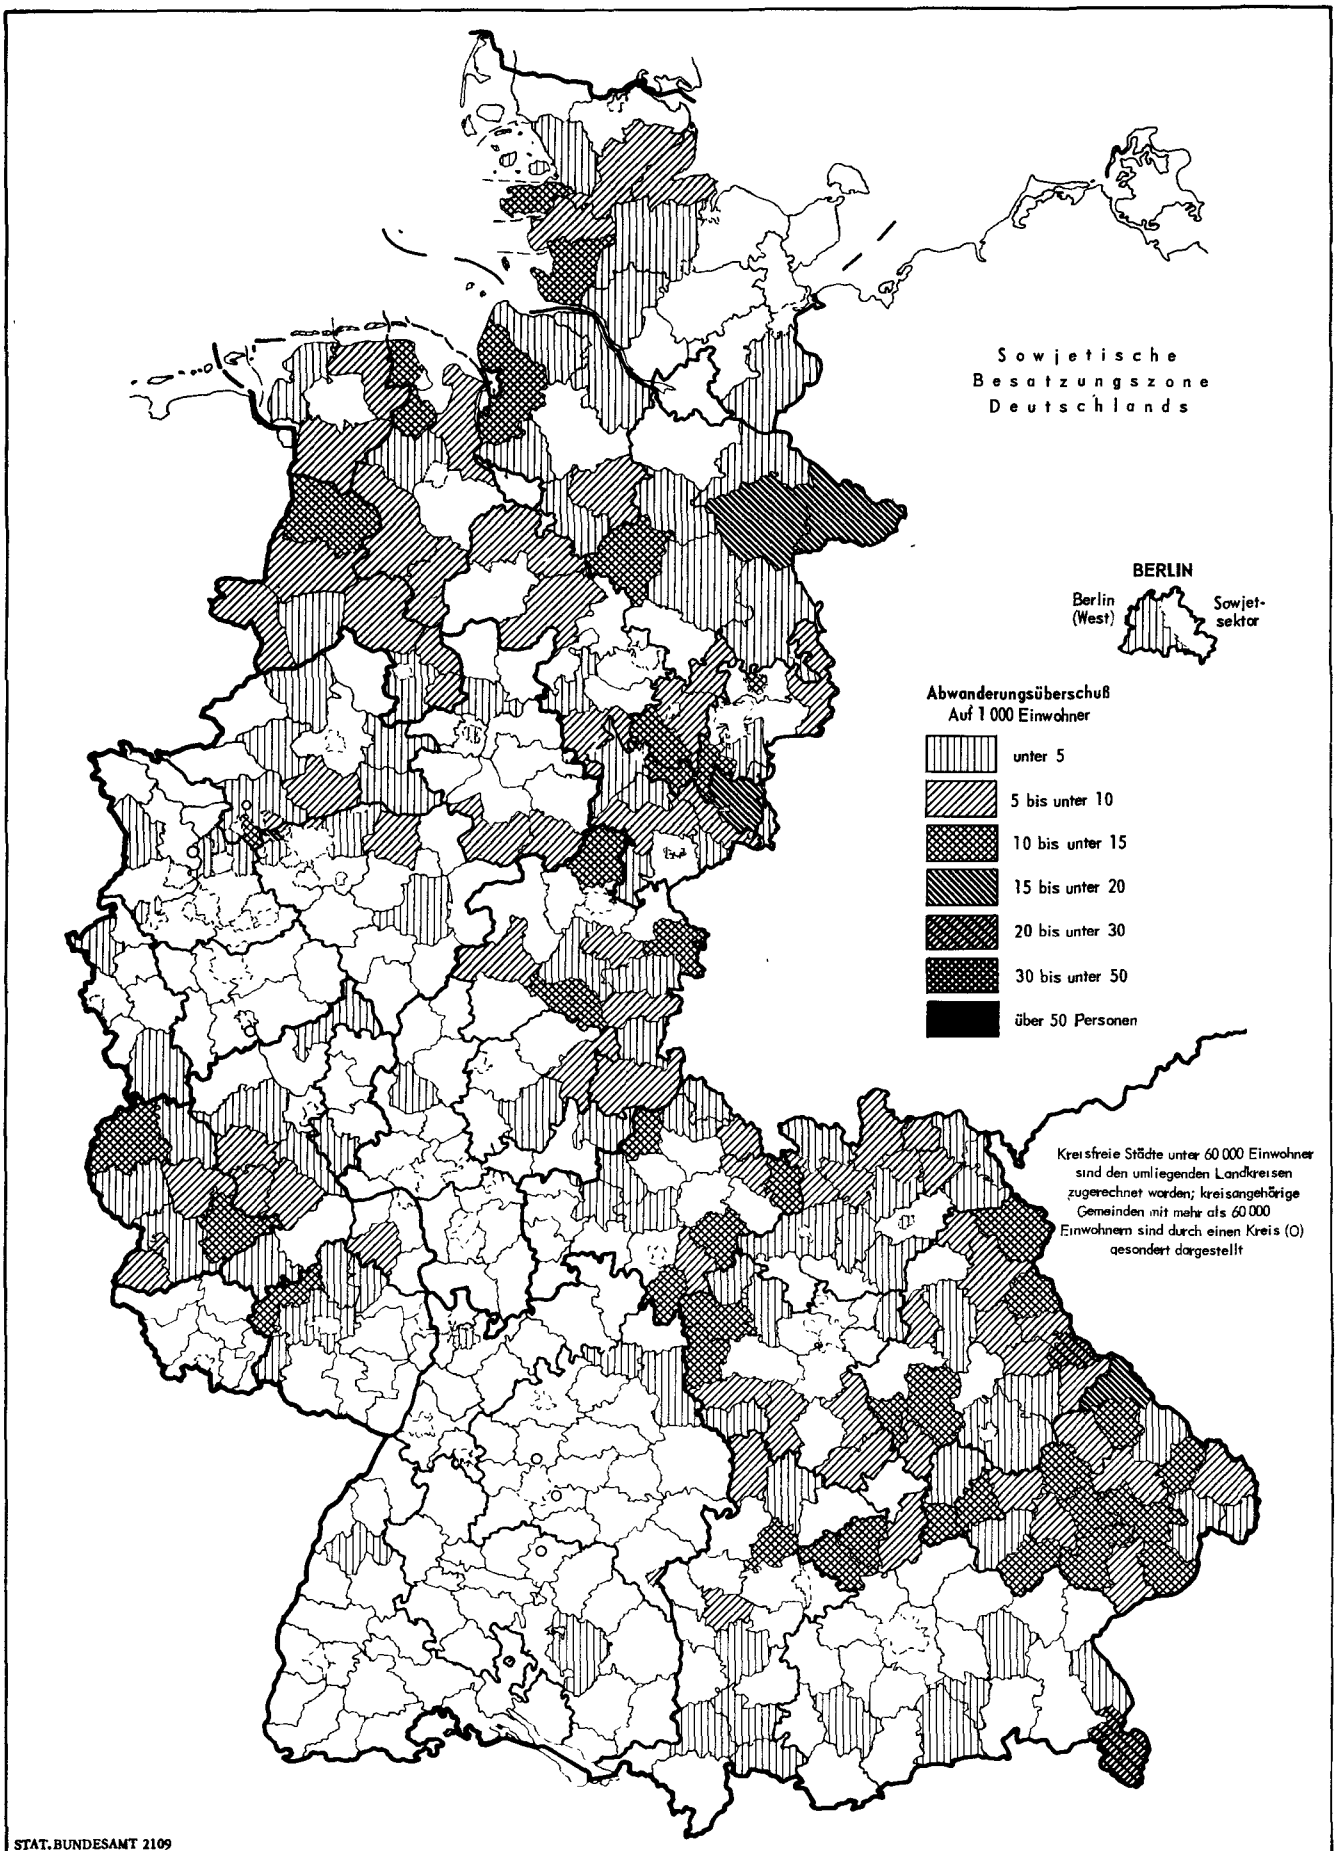 Sowjetische
Besatzungszone
Deutschlands
BERLIN
Berlin
(West)
Sowjet-
sektor
Abwanderungsüberschuß
Auf 1 000 Einwohner
unter 5
5 bis unter 10
10 bis unter 15
15 bis unter 20
20 bis unter 30
30 bis unter 50
über 50 Personen
Kreisfreie Städte unter 60 000 Einwohner
sind den umliegenden Landkreisen
zugerechnet worden; kreisangehörige
Gemeinden mit mehr als 60 000
Einwohnern sind durch einen Kreis (O)
gesondert dargestellt
STAT. BUNDESAMT 2109